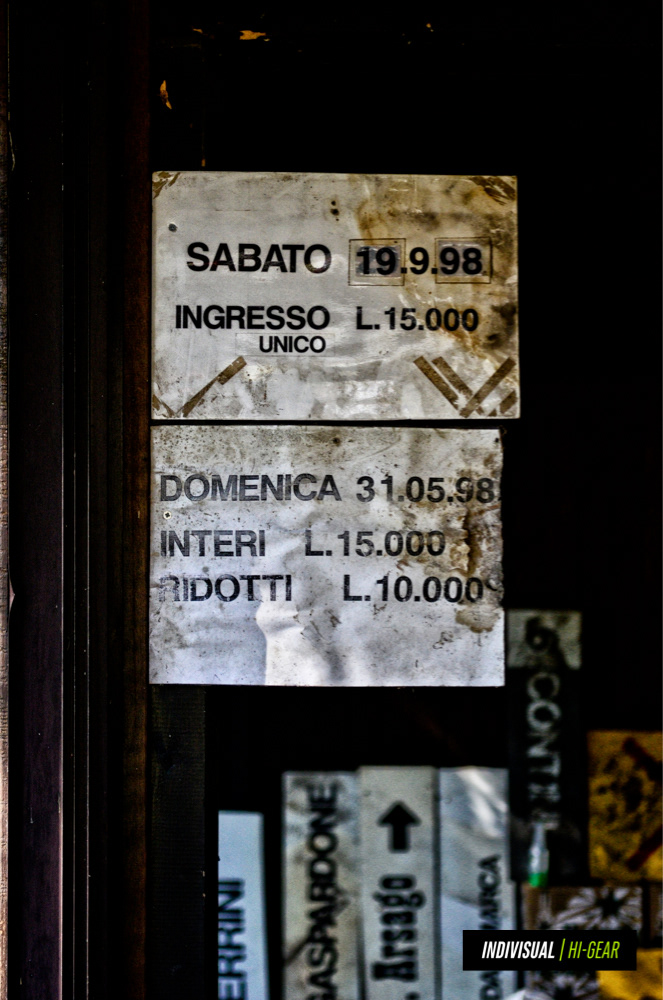 SABATO 19.9.98
INGRESSO L.15.000
UNICO
DOMENICA 31.05.98
INTERI L.15.000
RIDOTTI L.10.000
GASPARDONE
Arsago
INDIVISUAL | HI-GEAR